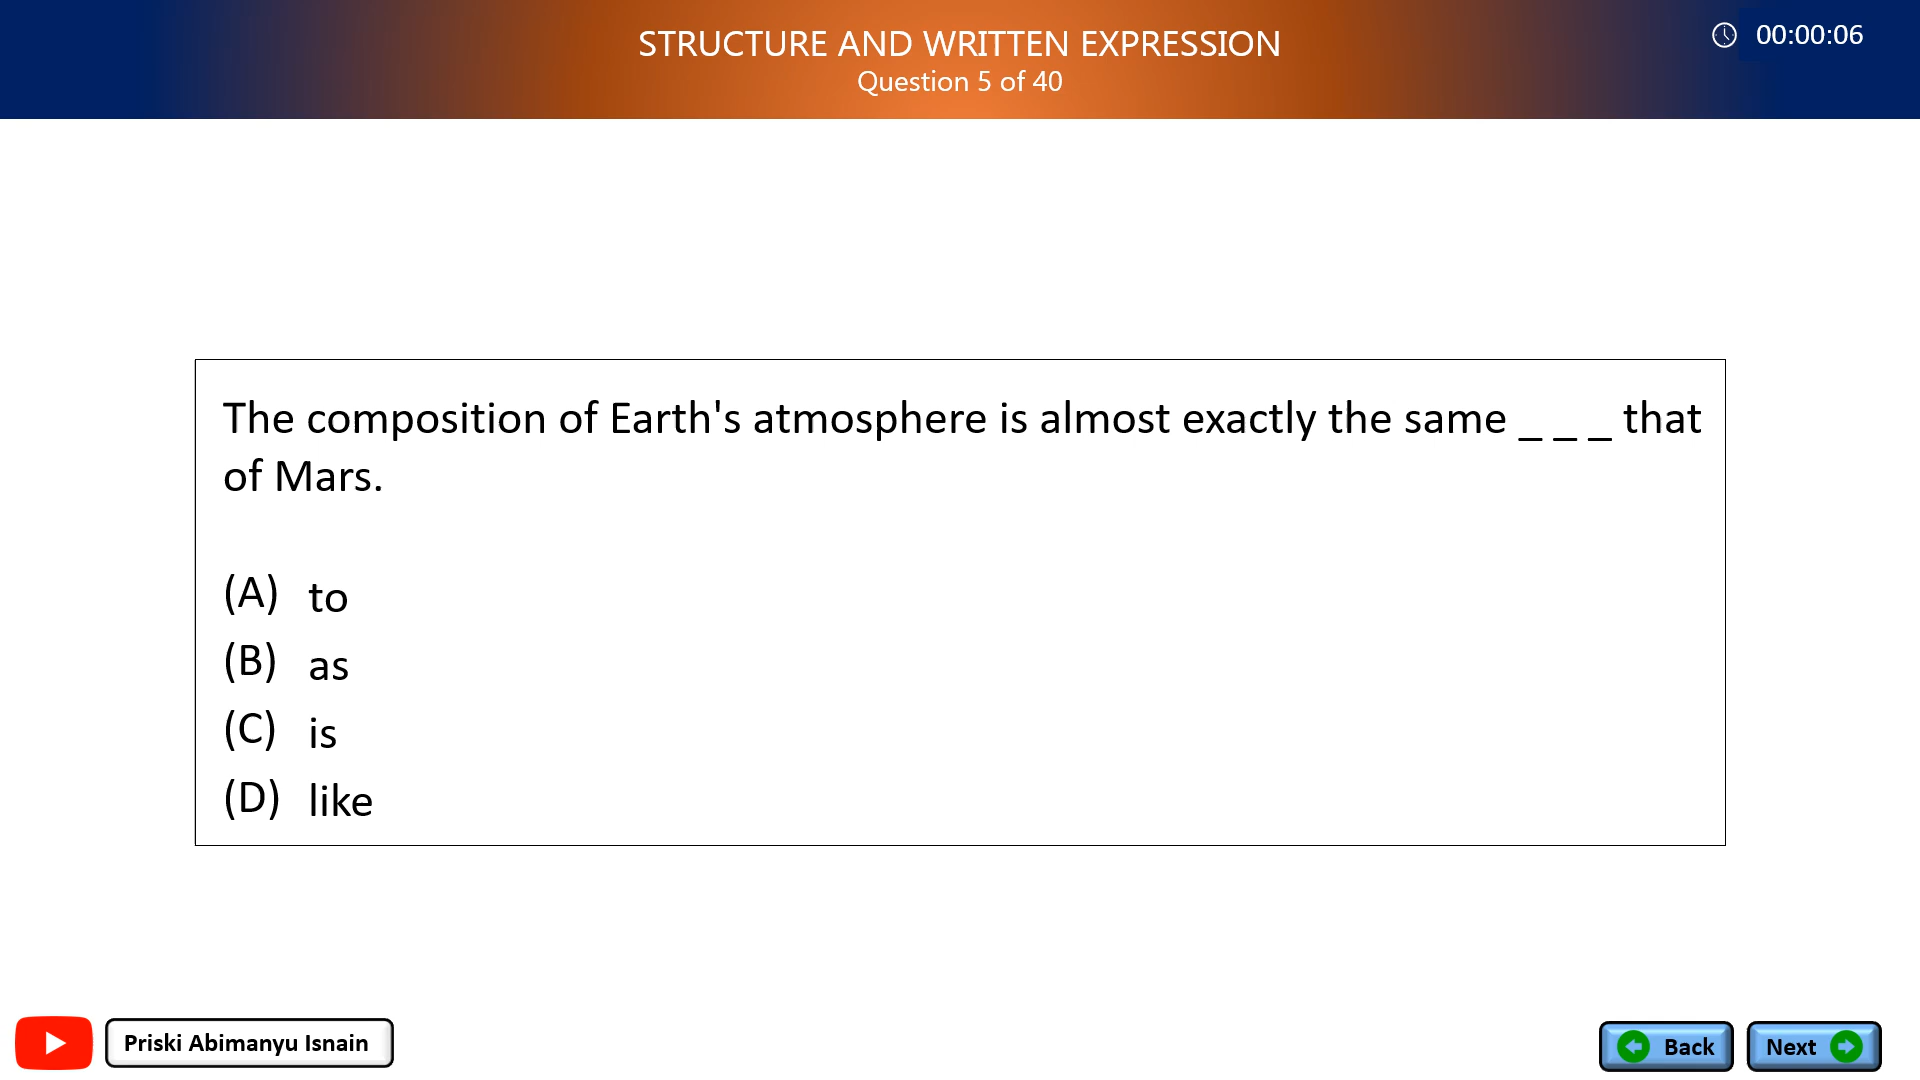 STRUCTURE AND WRITTEN EXPRESSION
Question 5 of 40
00:00:06
The composition of Earth's atmosphere is almost exactly the same _ _ _ that
of Mars.
(A) to
(B) as
(C) is
(D) like
Priski Abimanyu Isnain
Back
Next